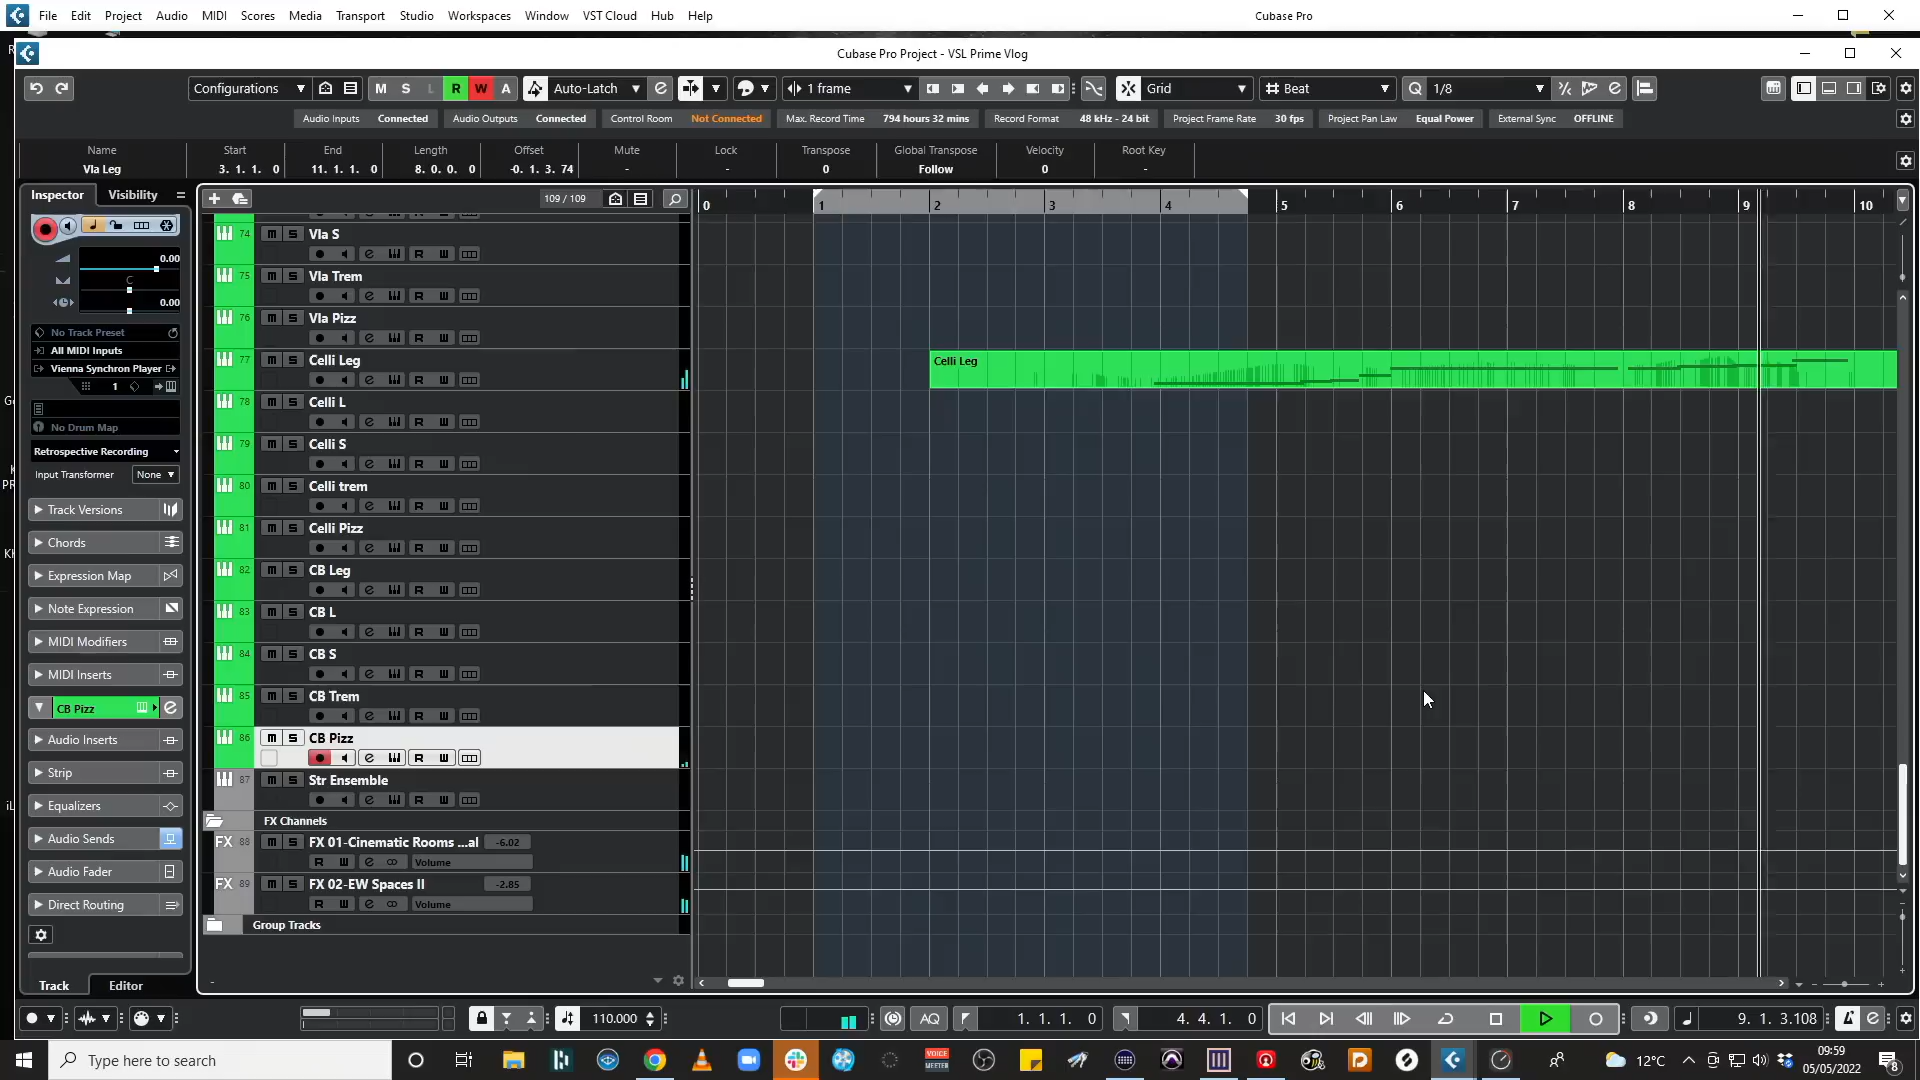 File Edit Project Audio MIDI Scores Media Transport Studio Workspaces Window VST Cloud Hub Help
Cubase Pro
Cubase Pro Project - VSL Prime Vlog
Configurations M S L R W A Auto-Latch 1 frame Grid Beat Q 1/8
Audio Inputs Connected Audio Outputs Connected Control Room Not Connected Max. Record Time 794 hours 32 mins Record Format 48 kHz - 24 bit Project Frame Rate 30 fps Project Pan Law Equal Power External Sync OFFLINE
Name Start End Length Offset Mute Lock Transpose Global Transpose Velocity Root Key
Vla Leg 3. 1. 1. 0 11. 1. 1. 0 8. 0. 0. 0 -0. 1. 3. 74 - - 0 Follow 0 -
Inspector Visibility
109 / 109
0 1 2 3 4 5 6 7 8 9 10
0.00
C
0.00
No Track Preset
All MIDI Inputs
Vienna Synchron Player
1
No Drum Map
Retrospective Recording
Input Transformer None
Track Versions
Chords
Expression Map
Note Expression
MIDI Modifiers
MIDI Inserts
CB Pizz
Audio Inserts
Strip
Equalizers
Audio Sends
Audio Fader
Direct Routing
Track Editor
74 m S Vla S
R W
75 m S Vla Trem
R W
76 m S Vla Pizz
R W
77 m S Celli Leg
R W
Celli Leg
78 m S Celli L
R W
79 m S Celli S
R W
80 m S Celli trem
R W
81 m S Celli Pizz
R W
82 m S CB Leg
R W
83 m S CB L
R W
84 m S CB S
R W
85 m S CB Trem
R W
86 m S CB Pizz
R W
87 m S Str Ensemble
R W
FX Channels
FX 88 m S FX 01-Cinematic Rooms ...al -6.02
R W Volume
FX 89 m S FX 02-EW Spaces II -2.85
R W Volume
Group Tracks
110.000 AQ 1. 1. 1. 0 4. 4. 1. 0 9. 1. 3.108
Type here to search
VOICE MEETER
12°C
09:59
05/05/2022
8